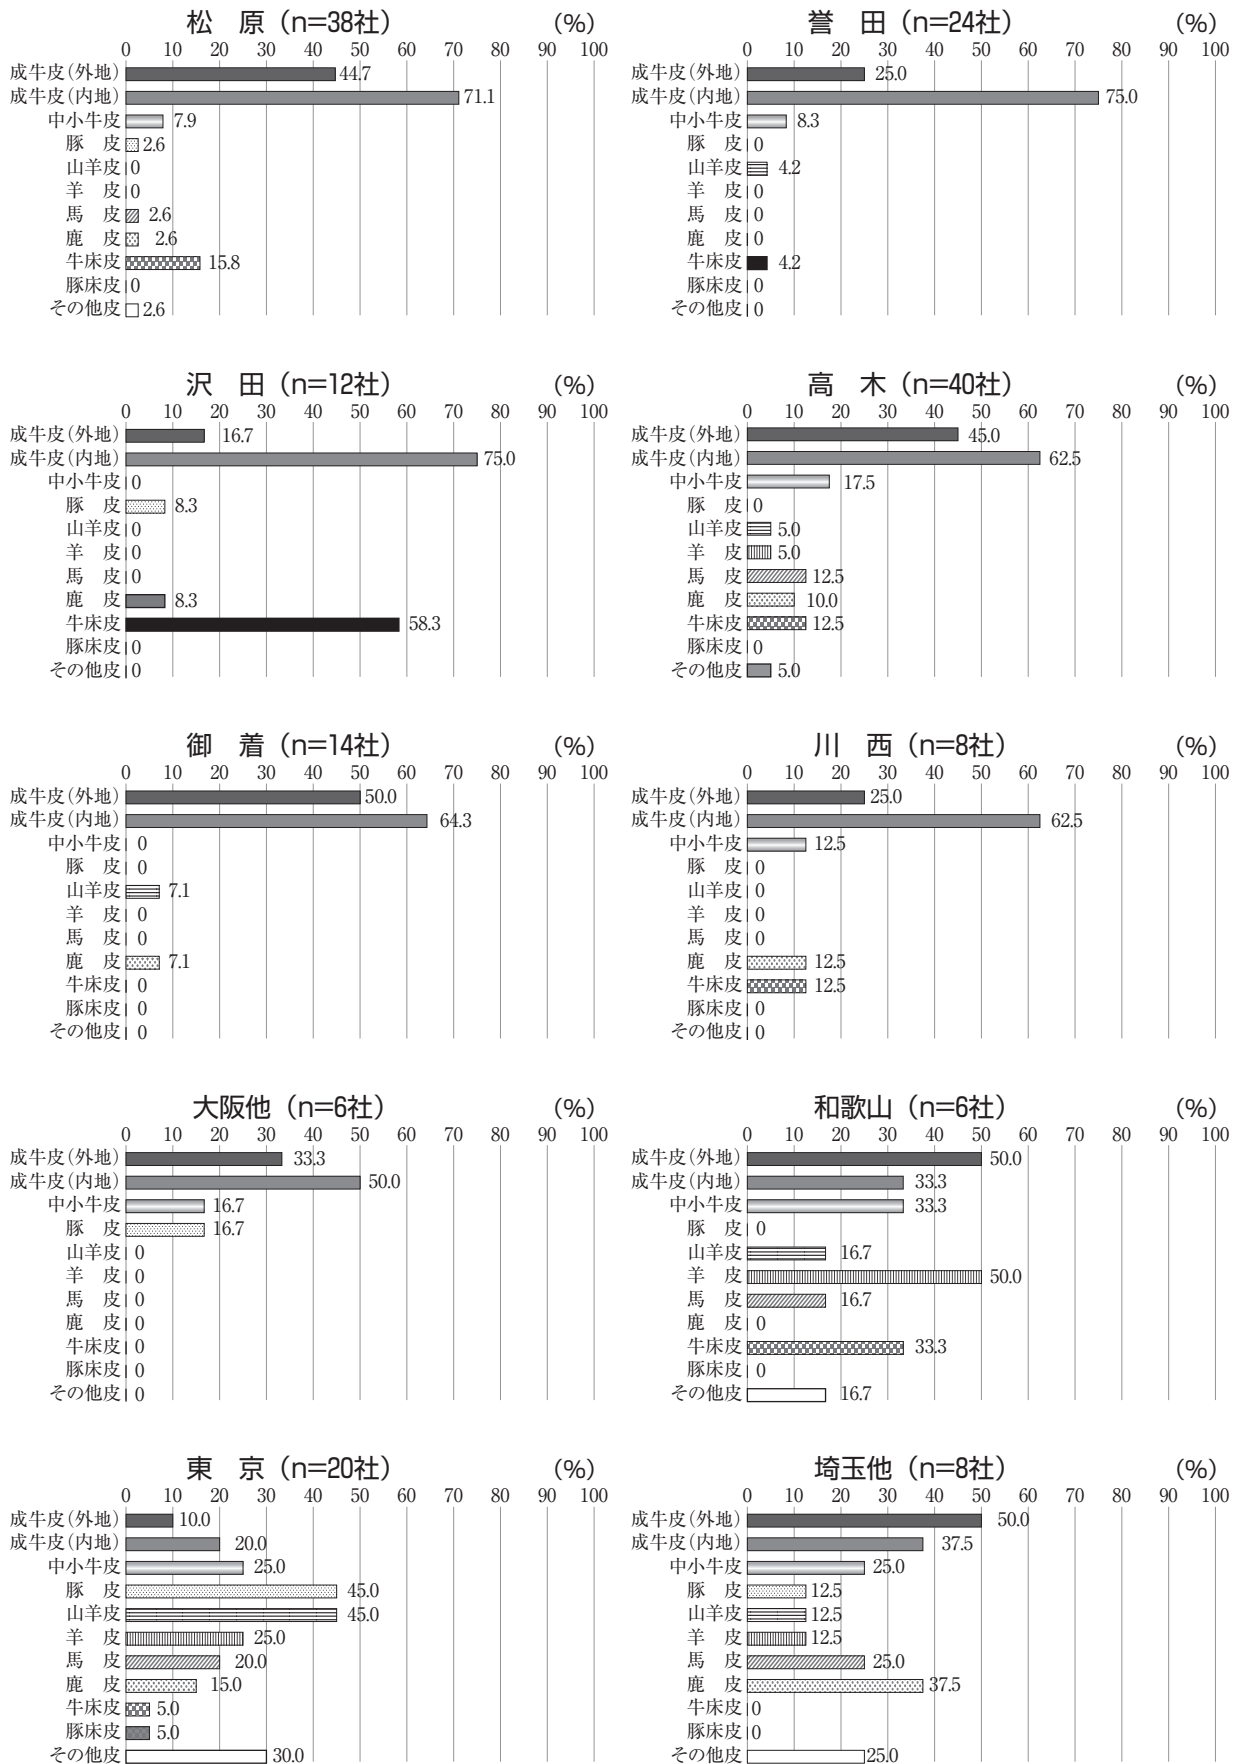 松　原（n=38社）　(%)
0 10 20 30 40 50 60 70 80 90 100
成牛皮（外地） 44.7
成牛皮（内地） 71.1
中小牛皮 7.9
豚　皮 2.6
山羊皮 0
羊　皮 0
馬　皮 2.6
鹿　皮 2.6
牛床皮 15.8
豚床皮 0
その他皮 2.6
誉　田（n=24社）　(%)
0 10 20 30 40 50 60 70 80 90 100
成牛皮（外地） 25.0
成牛皮（内地） 75.0
中小牛皮 8.3
豚　皮 0
山羊皮 4.2
羊　皮 0
馬　皮 0
鹿　皮 0
牛床皮 4.2
豚床皮 0
その他皮 0
沢　田（n=12社）　(%)
0 10 20 30 40 50 60 70 80 90 100
成牛皮（外地） 16.7
成牛皮（内地） 75.0
中小牛皮 0
豚　皮 8.3
山羊皮 0
羊　皮 0
馬　皮 0
鹿　皮 8.3
牛床皮 58.3
豚床皮 0
その他皮 0
高　木（n=40社）　(%)
0 10 20 30 40 50 60 70 80 90 100
成牛皮（外地） 45.0
成牛皮（内地） 62.5
中小牛皮 17.5
豚　皮 0
山羊皮 5.0
羊　皮 5.0
馬　皮 12.5
鹿　皮 10.0
牛床皮 12.5
豚床皮 0
その他皮 5.0
御　着（n=14社）　(%)
0 10 20 30 40 50 60 70 80 90 100
成牛皮（外地） 50.0
成牛皮（内地） 64.3
中小牛皮 0
豚　皮 0
山羊皮 7.1
羊　皮 0
馬　皮 0
鹿　皮 7.1
牛床皮 0
豚床皮 0
その他皮 0
川　西（n=8社）　(%)
0 10 20 30 40 50 60 70 80 90 100
成牛皮（外地） 25.0
成牛皮（内地） 62.5
中小牛皮 12.5
豚　皮 0
山羊皮 0
羊　皮 0
馬　皮 0
鹿　皮 12.5
牛床皮 12.5
豚床皮 0
その他皮 0
大阪他（n=6社）　(%)
0 10 20 30 40 50 60 70 80 90 100
成牛皮（外地） 33.3
成牛皮（内地） 50.0
中小牛皮 16.7
豚　皮 16.7
山羊皮 0
羊　皮 0
馬　皮 0
鹿　皮 0
牛床皮 0
豚床皮 0
その他皮 0
和歌山（n=6社）　(%)
0 10 20 30 40 50 60 70 80 90 100
成牛皮（外地） 50.0
成牛皮（内地） 33.3
中小牛皮 33.3
豚　皮 0
山羊皮 16.7
羊　皮 50.0
馬　皮 16.7
鹿　皮 0
牛床皮 33.3
豚床皮 0
その他皮 16.7
東　京（n=20社）　(%)
0 10 20 30 40 50 60 70 80 90 100
成牛皮（外地） 10.0
成牛皮（内地） 20.0
中小牛皮 25.0
豚　皮 45.0
山羊皮 45.0
羊　皮 25.0
馬　皮 20.0
鹿　皮 15.0
牛床皮 5.0
豚床皮 5.0
その他皮 30.0
埼玉他（n=8社）　(%)
0 10 20 30 40 50 60 70 80 90 100
成牛皮（外地） 50.0
成牛皮（内地） 37.5
中小牛皮 25.0
豚　皮 12.5
山羊皮 12.5
羊　皮 12.5
馬　皮 25.0
鹿　皮 37.5
牛床皮 0
豚床皮 0
その他皮 25.0